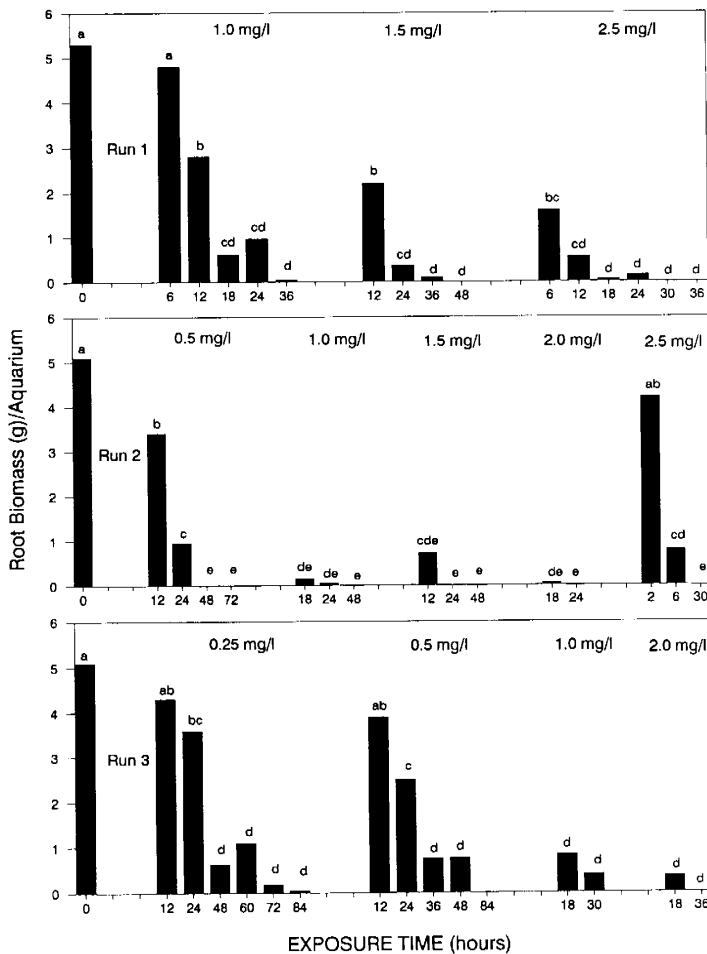 Root Biomass (g)/Aquarium
6
5
4
3
2
1
0
1.0 mg/l 1.5 mg/l 2.5 mg/l
Run 1
a a b cd cd d b cd d d bc cd d d d d
0 6 12 18 24 36 12 24 36 48 6 12 18 24 30 36
6
5
4
3
2
1
0
0.5 mg/l 1.0 mg/l 1.5 mg/l 2.0 mg/l 2.5 mg/l
Run 2
a b c e e de de e cde e e de e ab cd e
0 12 24 48 72 18 24 48 12 24 48 18 24 2 6 30
6
5
4
3
2
1
0
0.25 mg/l 0.5 mg/l 1.0 mg/l 2.0 mg/l
Run 3
a ab bc d d d d ab c d d d d d d
0 12 24 48 60 72 84 12 24 36 48 84 18 30 18 36
EXPOSURE TIME (hours)